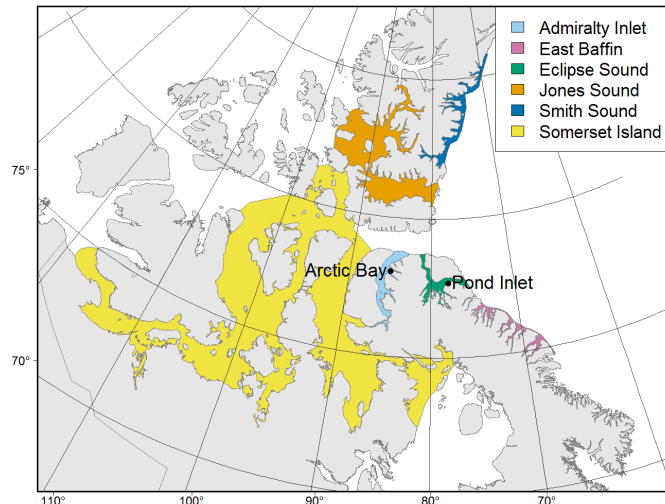 Admiralty Inlet
East Baffin
Eclipse Sound
Jones Sound
Smith Sound
Somerset Island
75°
Arctic Bay
Pond Inlet
70°
110° 100° 90° 80° 70°